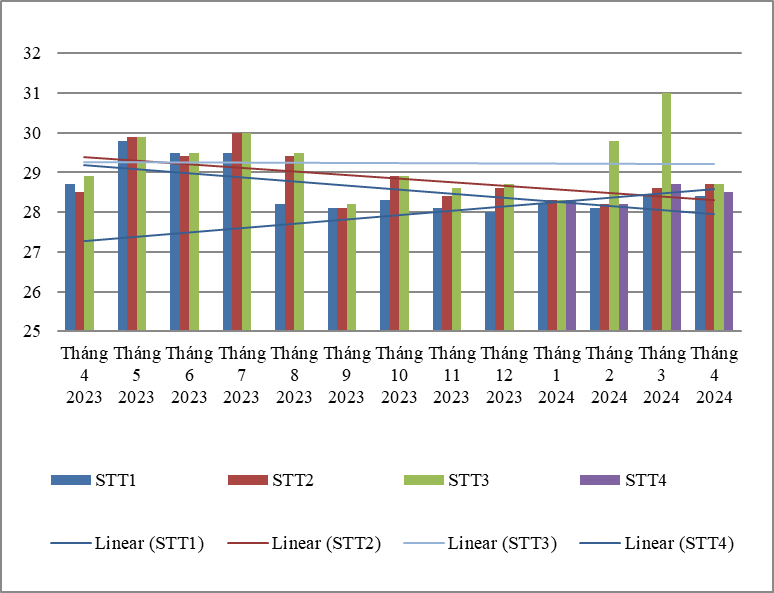 32
31
30
29
28
27
26
25
Tháng Tháng Tháng Tháng Tháng Tháng Tháng Tháng Tháng Tháng Tháng Tháng Tháng
4 5 6 7 8 9 10 11 12 1 2 3 4
2023 2023 2023 2023 2023 2023 2023 2023 2023 2024 2024 2024 2024
STT1 STT2 STT3 STT4
Linear (STT1) Linear (STT2) Linear (STT3) Linear (STT4)